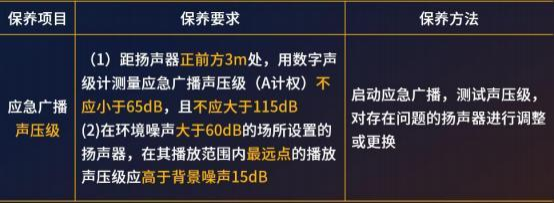 保养项目
保养要求
保养方法
应急广播
声压级
（1）距扬声器正前方3m处，用数字声
级计测量应急广播声压级（A计权）不
应小于65dB，且不应大于115dB
(2)在环境噪声大于60dB的场所设置的
扬声器，在其播放范围内最远点的播放
声压级应高于背景噪声15dB
启动应急广播，测试声压级，
对存在问题的扬声器进行调整
或更换